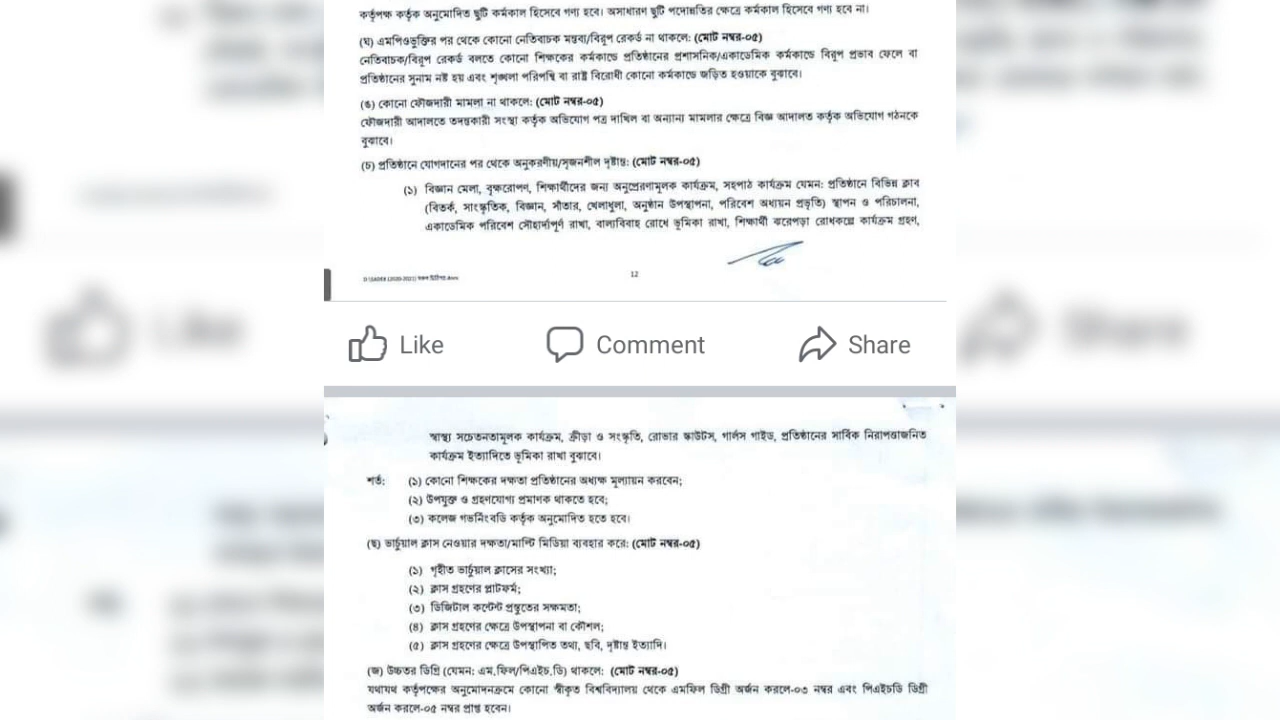 কর্তৃপক্ষ কর্তৃক অনুমোদিত ছুটি কর্মকাল হিসেবে গণ্য হবে। অসাধারণ ছুটি পদোন্নতির ক্ষেত্রে কর্মকাল হিসেবে গণ্য হবে না।
(ঘ) এমপিওভুক্তির পর থেকে কোনো নেতিবাচক মন্তব্য/বিরূপ রেকর্ড না থাকলে: (মোট নম্বর-০৫)
নেতিবাচক/বিরূপ রেকর্ড বলতে কোনো শিক্ষকের কর্মকান্ডে প্রতিষ্ঠানের প্রশাসনিক/একাডেমিক কর্মকান্ডে বিরূপ প্রভাব ফেলে বা
প্রতিষ্ঠানের সুনাম নষ্ট হয় এবং শৃঙ্খলা পরিপন্থি বা রাষ্ট্র বিরোধী কোনো কর্মকান্ডে জড়িত হওয়াকে বুঝাবে।
(ঙ) কোনো ফৌজদারী মামলা না থাকলে: (মোট নম্বর-০৫)
ফৌজদারী আদালতে তদন্তকারী সংস্থা কর্তৃক অভিযোগ পত্র দাখিল বা অন্যান্য মামলার ক্ষেত্রে বিজ্ঞ আদালত কর্তৃক অভিযোগ গঠনকে
বুঝাবে।
(চ) প্রতিষ্ঠানে যোগদানের পর থেকে অনুকরণীয়/সৃজনশীল দৃষ্টান্ত: (মোট নম্বর-০৫)
(১) বিজ্ঞান মেলা, বৃক্ষরোপণ, শিক্ষার্থীদের জন্য অনুপ্রেরণামূলক কার্যক্রম, সহপাঠ কার্যক্রম যেমন: প্রতিষ্ঠানে বিভিন্ন ক্লাব
(বিতর্ক, সাংস্কৃতিক, বিজ্ঞান, সাঁতার, খেলাধুলা, অনুষ্ঠান উপস্থাপনা, পরিবেশ অধ্যয়ন প্রভৃতি) স্থাপন ও পরিচালনা,
একাডেমিক পরিবেশ সৌহার্দ্যপূর্ণ রাখা, বাল্যবিবাহ রোধে ভূমিকা রাখা, শিক্ষার্থী ঝরেপড়া রোধকল্পে কার্যক্রম গ্রহণ,
12
Like Comment Share
স্বাস্থ্য সচেতনতামূলক কার্যক্রম, ক্রীড়া ও সংস্কৃতি, রোভার স্কাউটস, গার্লস গাইড, প্রতিষ্ঠানের সার্বিক নিরাপত্তাজনিত
কার্যক্রম ইত্যাদিতে ভূমিকা রাখা বুঝাবে।
শর্ত: (১) কোনো শিক্ষকের দক্ষতা প্রতিষ্ঠানের অধ্যক্ষ মূল্যায়ন করবেন;
(২) উপযুক্ত ও গ্রহণযোগ্য প্রমাণক থাকতে হবে;
(৩) কলেজ গভর্নিংবডি কর্তৃক অনুমোদিত হতে হবে।
(ছ) ভার্চুয়াল ক্লাস নেওয়ার দক্ষতা/মাল্টি মিডিয়া ব্যবহার করে: (মোট নম্বর-০৫)
(১) গৃহীত ভার্চুয়াল ক্লাসের সংখ্যা;
(২) ক্লাস গ্রহণের প্লাটফর্ম;
(৩) ডিজিটাল কন্টেন্ট প্রস্তুতের সক্ষমতা;
(৪) ক্লাস গ্রহণের ক্ষেত্রে উপস্থাপনা বা কৌশল;
(৫) ক্লাস গ্রহণের ক্ষেত্রে উপস্থাপিত তথ্য, ছবি, দৃষ্টান্ত ইত্যাদি।
(জ) উচ্চতর ডিগ্রি (যেমন: এম.ফিল/পিএইচ.ডি) থাকলে: (মোট নম্বর-০৫)
যথাযথ কর্তৃপক্ষের অনুমোদনক্রমে কোনো স্বীকৃত বিশ্ববিদ্যালয় থেকে এমফিল ডিগ্রী অর্জন করলে-০৩ নম্বর এবং পিএইচডি ডিগ্রী
অর্জন করলে-০৫ নম্বর প্রাপ্ত হবেন।